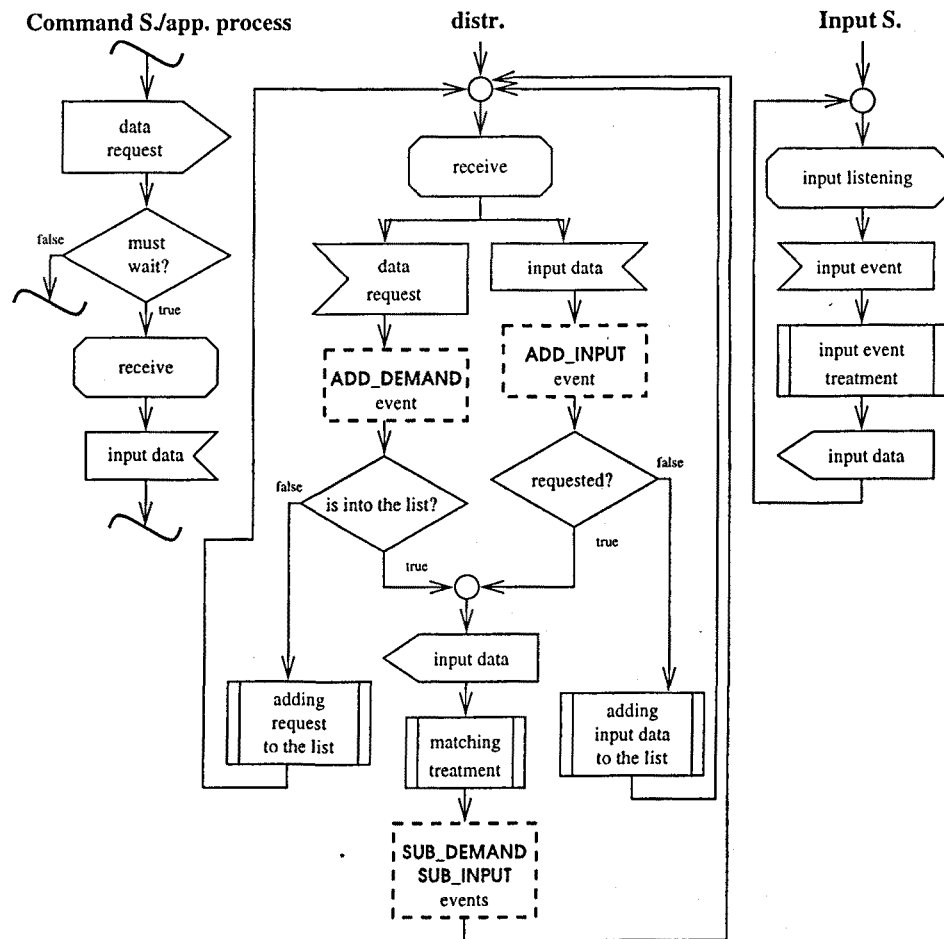 Command S./app. process
data
request
false
must
wait?
true
receive
input data
distr.
receive
data
request
input data
ADD_DEMAND
event
ADD_INPUT
event
false
is into the list?
true
requested?
false
true
input data
adding
request
to the list
matching
treatment
adding
input data
to the list
SUB_DEMAND
SUB_INPUT
events
Input S.
input listening
input event
input event
treatment
input data